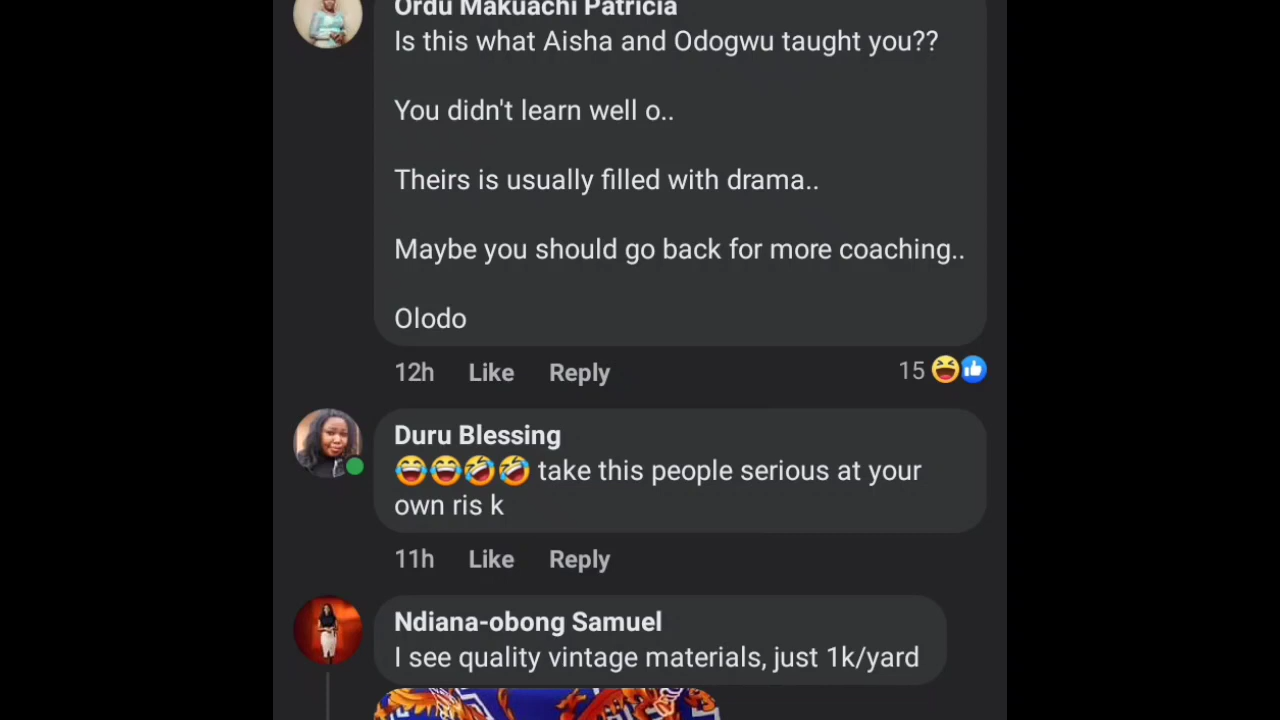 Ordu Makuachi Patricia
Is this what Aisha and Odogwu taught you??
You didn't learn well o..
Theirs is usually filled with drama..
Maybe you should go back for more coaching..
Olodo
12h Like Reply 15
Duru Blessing
😂😂🤣🤣 take this people serious at your
own ris k
11h Like Reply
Ndiana-obong Samuel
I see quality vintage materials, just 1k/yard